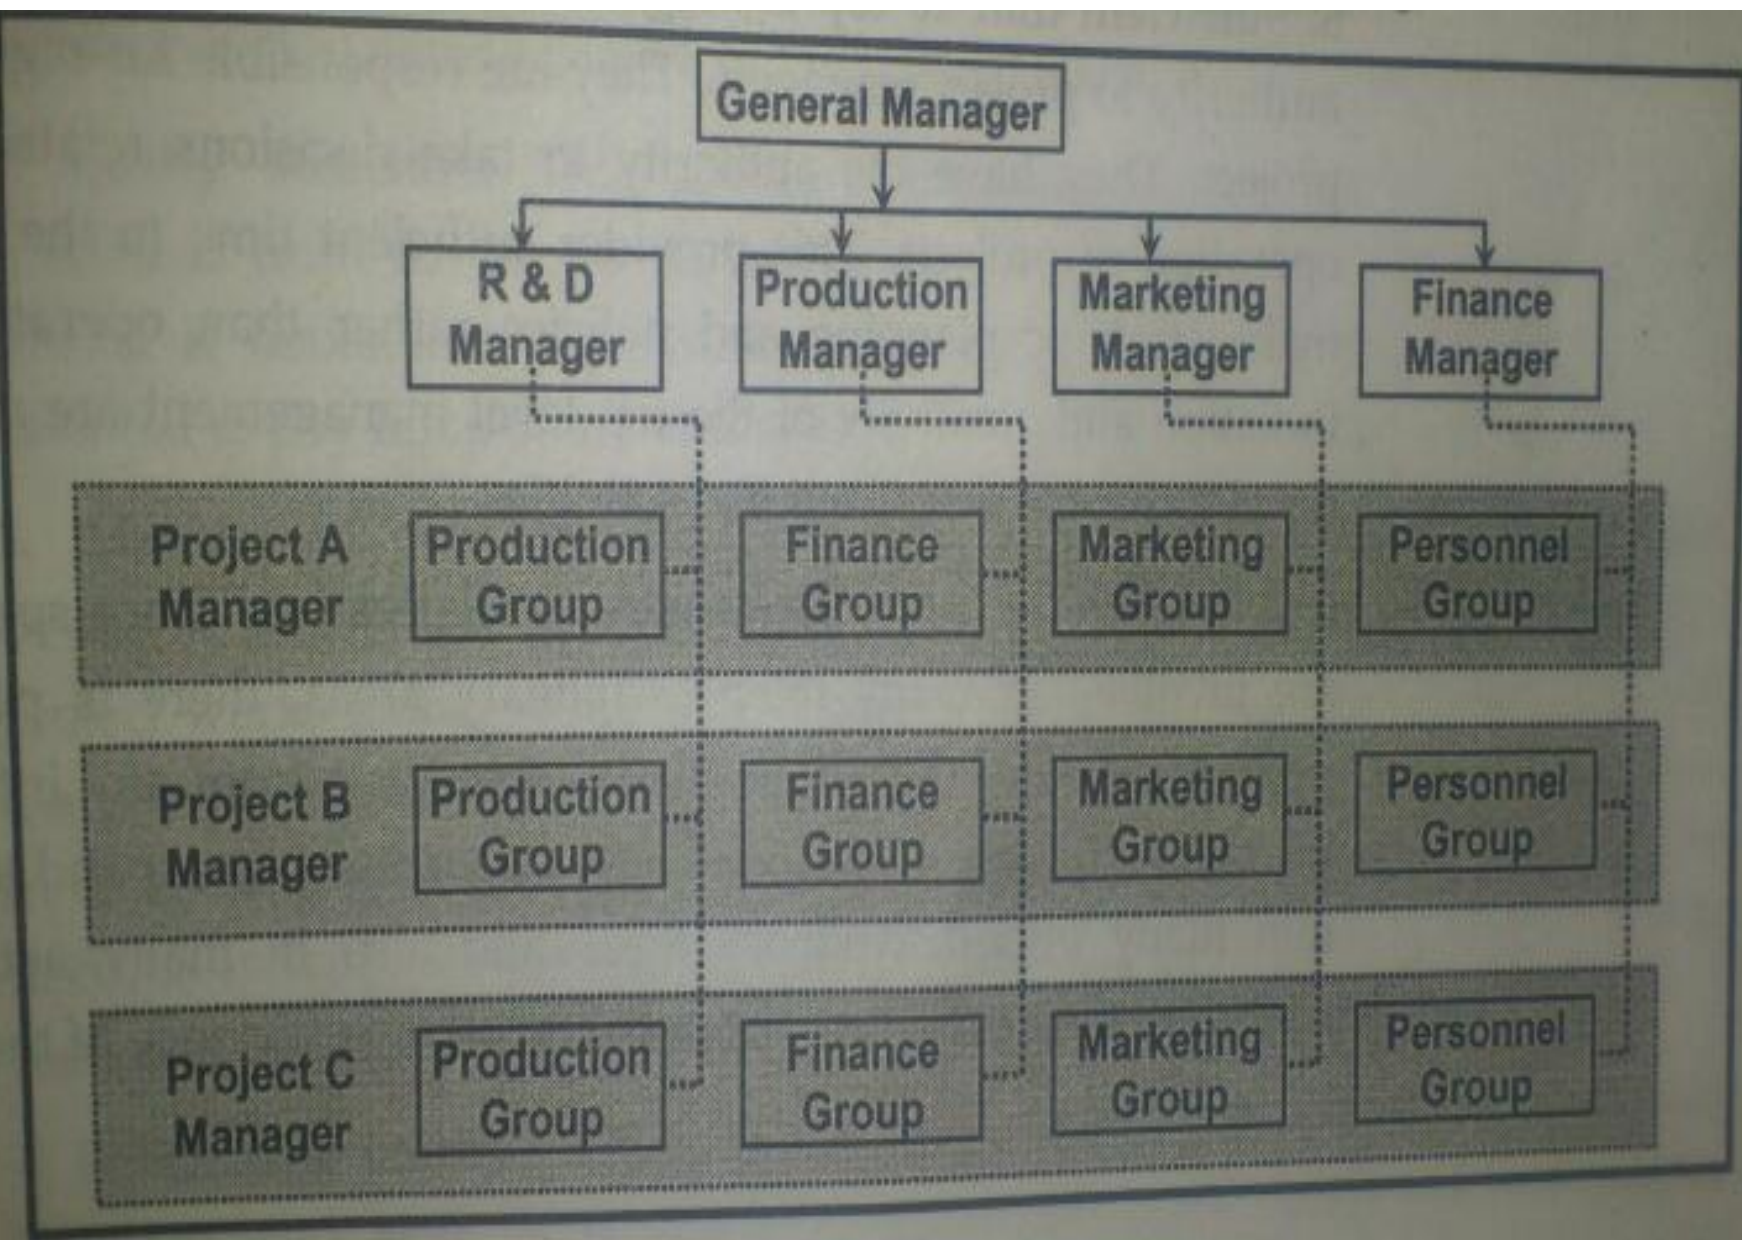 General Manager
R & D
Manager
Production
Manager
Marketing
Manager
Finance
Manager
Project A
Manager
Production
Group
Finance
Group
Marketing
Group
Personnel
Group
Project B
Manager
Production
Group
Finance
Group
Marketing
Group
Personnel
Group
Project C
Manager
Production
Group
Finance
Group
Marketing
Group
Personnel
Group